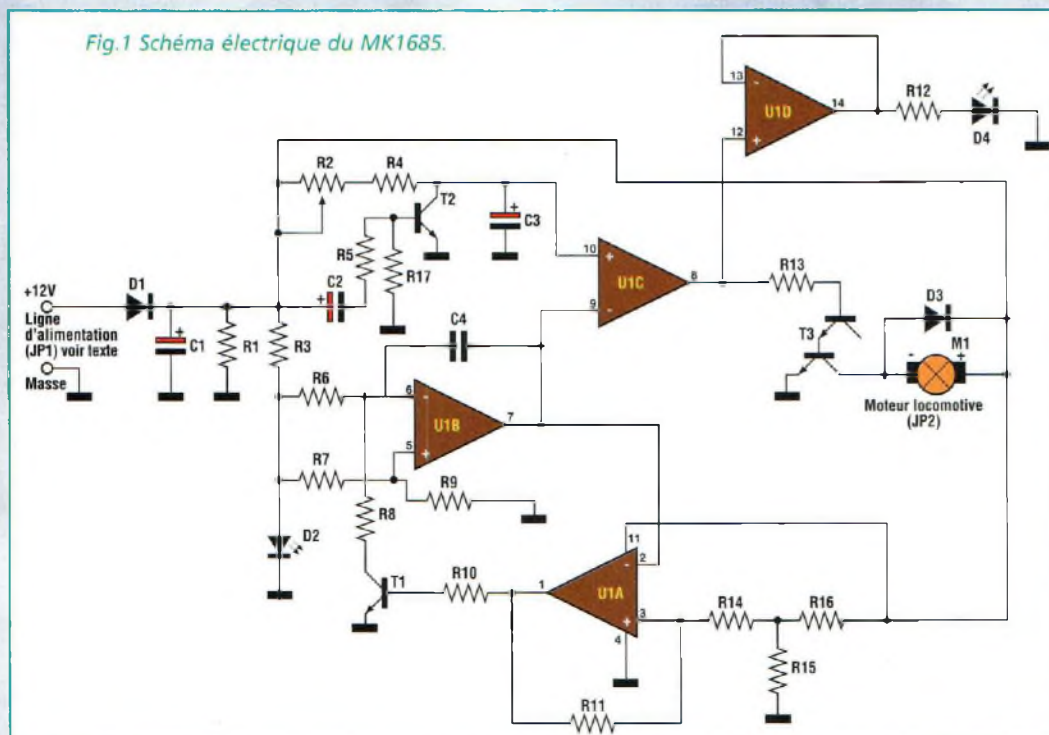 Fig.1 Schéma électrique du MK1685.
13
-
U1D
+
12
14
R12
D4
R2
R4
T2
+
C3
R5
R17
10
+
U1C
9
-
8
R13
+12V
D1
C2
+
C4
D3
T3
M1
-
+
Ligne
d'alimentation
(JP1) voir texte
+
C1
R1
R3
Masse
Moteur locomotive
(JP2)
R6
6
-
U1B
7
5
+
R7
R9
R8
D2
11
2
-
T1
R10
1
U1A
3
+
4
R14
R16
R15
R11